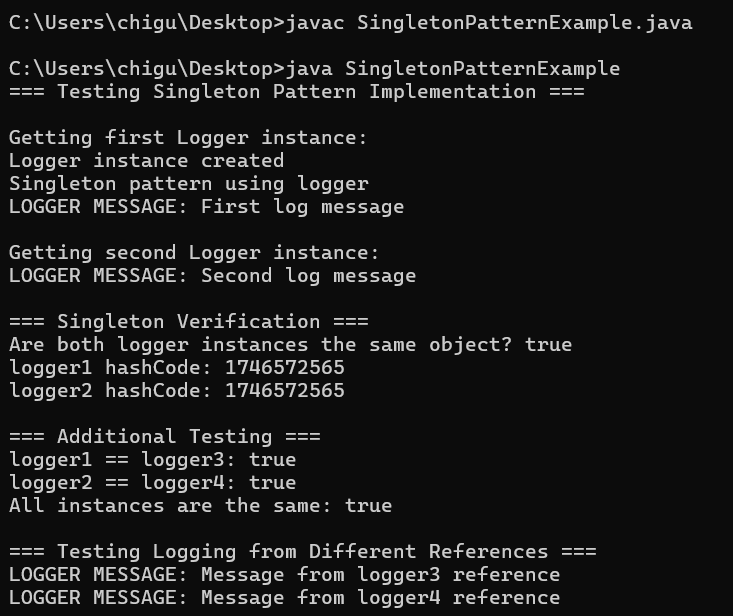 C:\Users\chigu\Desktop>javac SingletonPatternExample.java
C:\Users\chigu\Desktop>java SingletonPatternExample
=== Testing Singleton Pattern Implementation ===
Getting first Logger instance:
Logger instance created
Singleton pattern using logger
LOGGER MESSAGE: First log message
Getting second Logger instance:
LOGGER MESSAGE: Second log message
=== Singleton Verification ===
Are both logger instances the same object? true
logger1 hashCode: 1746572565
logger2 hashCode: 1746572565
=== Additional Testing ===
logger1 == logger3: true
logger2 == logger4: true
All instances are the same: true
=== Testing Logging from Different References ===
LOGGER MESSAGE: Message from logger3 reference
LOGGER MESSAGE: Message from logger4 reference